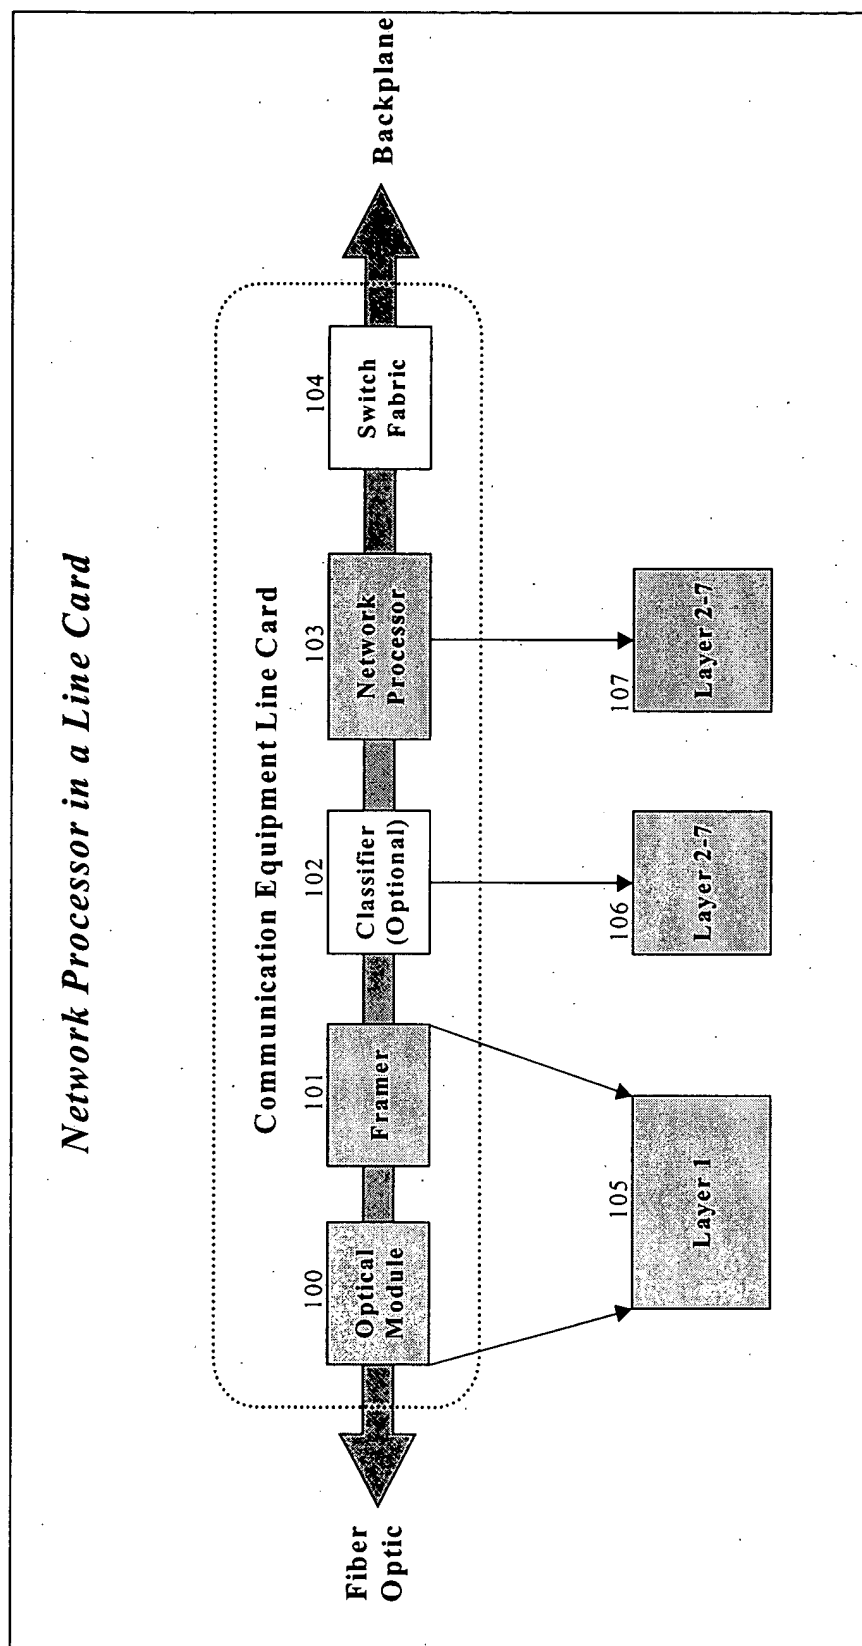 Network Processor in a Line Card
Communication Equipment Line Card
100
101
102
103
104
Fiber
Optic
Optical
Module
Framer
Classifier
(Optional)
Network
Processor
Switch
Fabric
Backplane
105
106
107
Layer 1
Layer 2-7
Layer 2-7